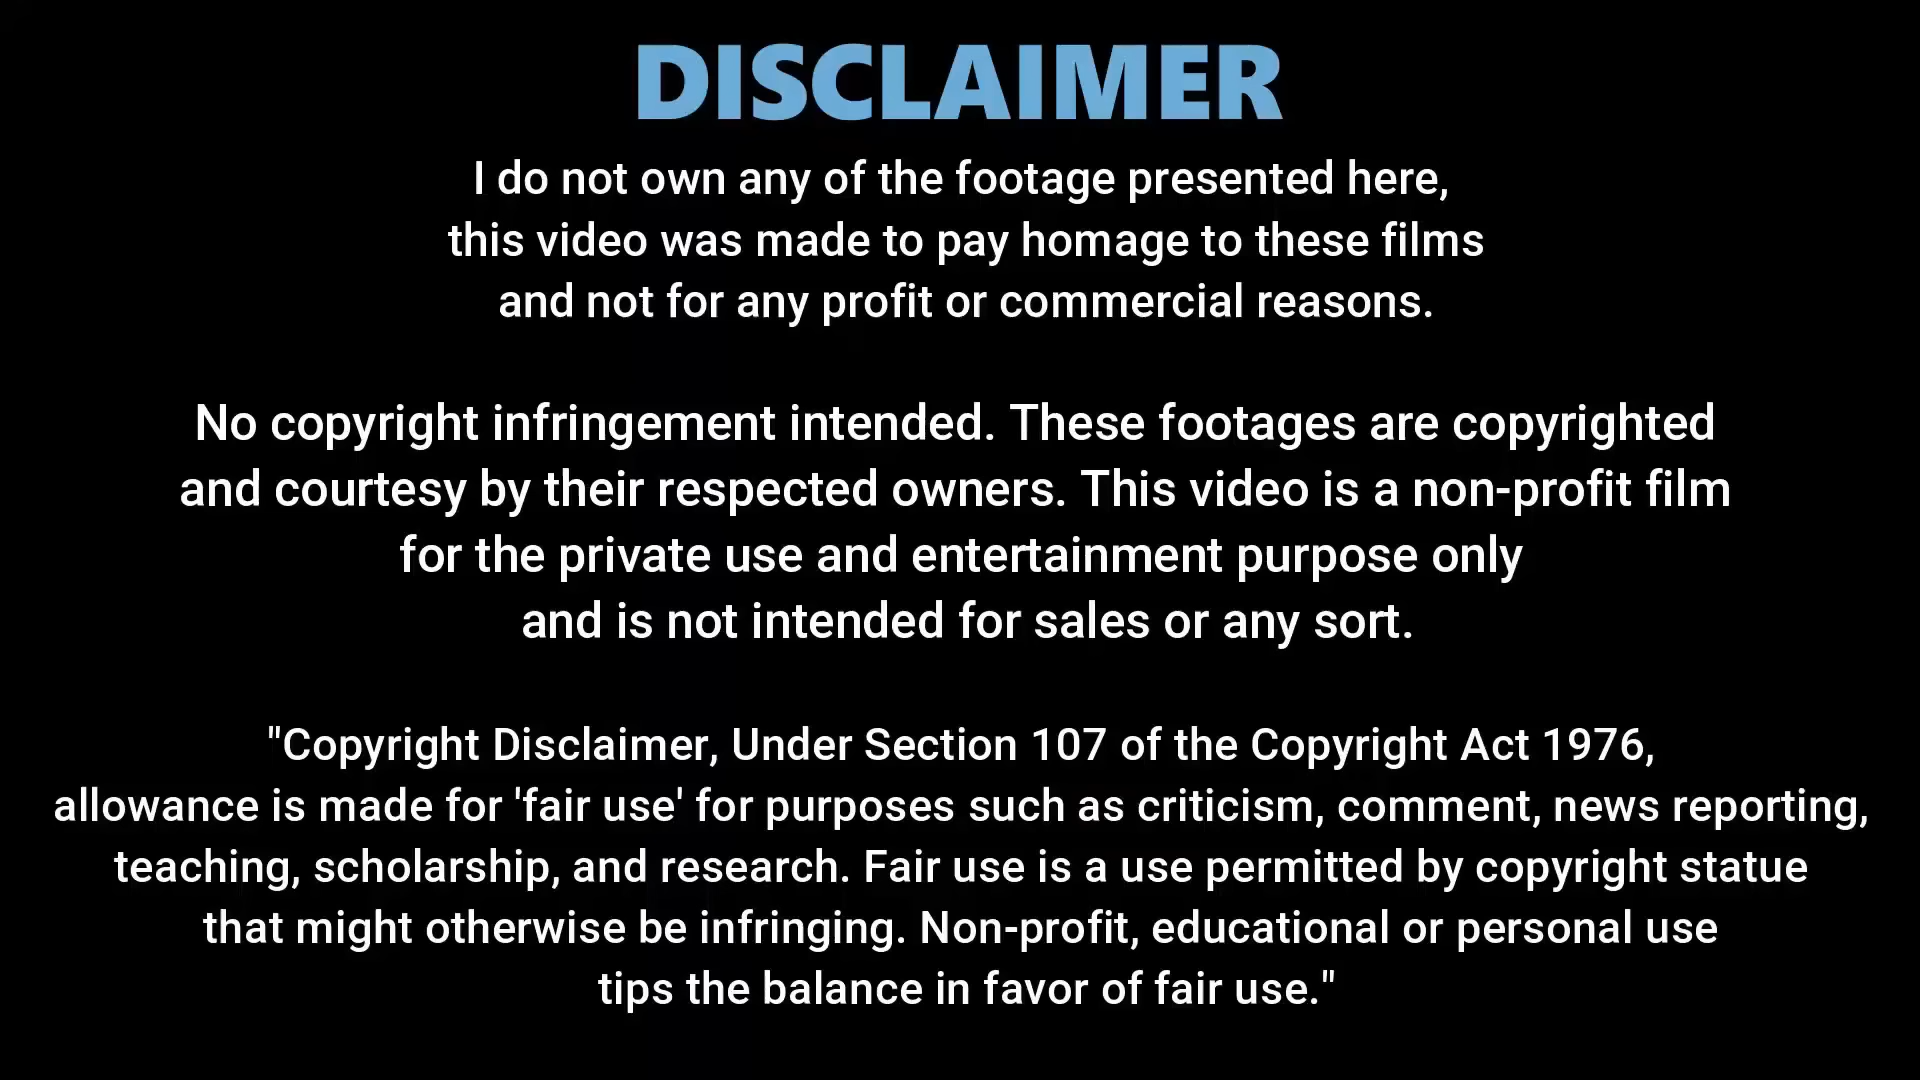 DISCLAIMER
I do not own any of the footage presented here,
this video was made to pay homage to these films
and not for any profit or commercial reasons.
No copyright infringement intended. These footages are copyrighted
and courtesy by their respected owners. This video is a non-profit film
for the private use and entertainment purpose only
and is not intended for sales or any sort.
"Copyright Disclaimer, Under Section 107 of the Copyright Act 1976,
allowance is made for 'fair use' for purposes such as criticism, comment, news reporting,
teaching, scholarship, and research. Fair use is a use permitted by copyright statue
that might otherwise be infringing. Non-profit, educational or personal use
tips the balance in favor of fair use."